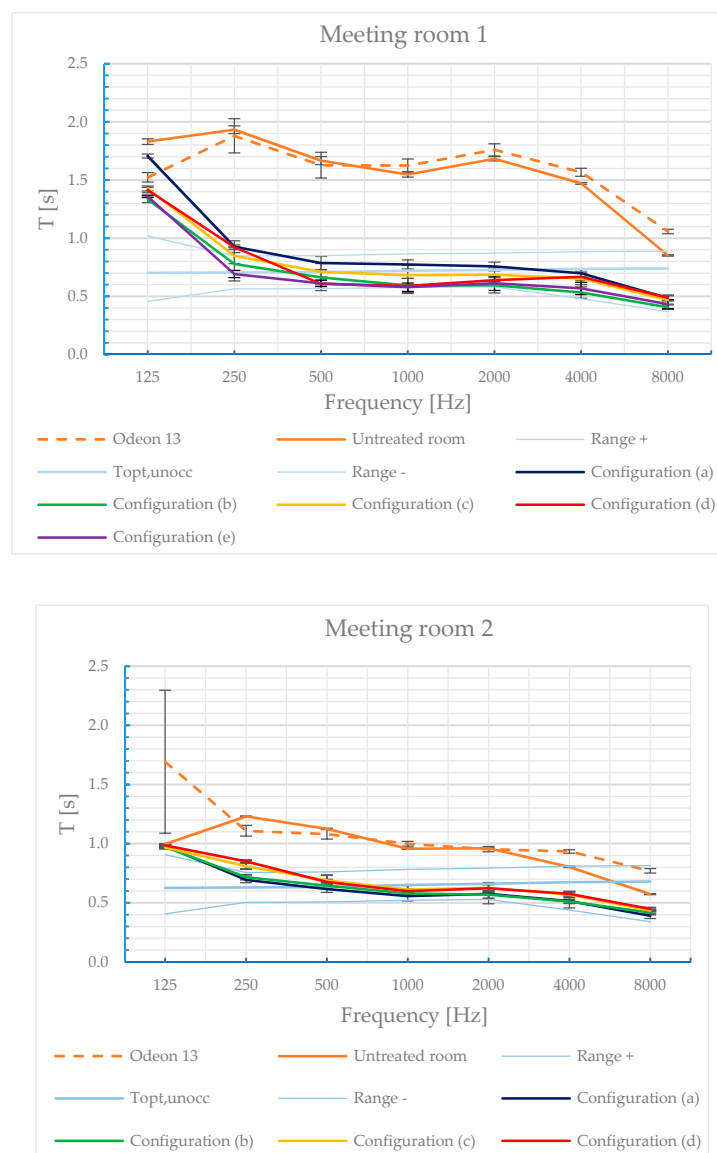 Meeting room 1
2.5
2.0
1.5
1.0
0.5
0.0
T [s]
125 250 500 1000 2000 4000 8000
Frequency [Hz]
Odeon 13 Untreated room Range +
Topt,unocc Range - Configuration (a)
Configuration (b) Configuration (c) Configuration (d)
Configuration (e)
Meeting room 2
2.5
2.0
1.5
1.0
0.5
0.0
T [s]
125 250 500 1000 2000 4000 8000
Frequency [Hz]
Odeon 13 Untreated room Range +
Topt,unocc Range - Configuration (a)
Configuration (b) Configuration (c) Configuration (d)